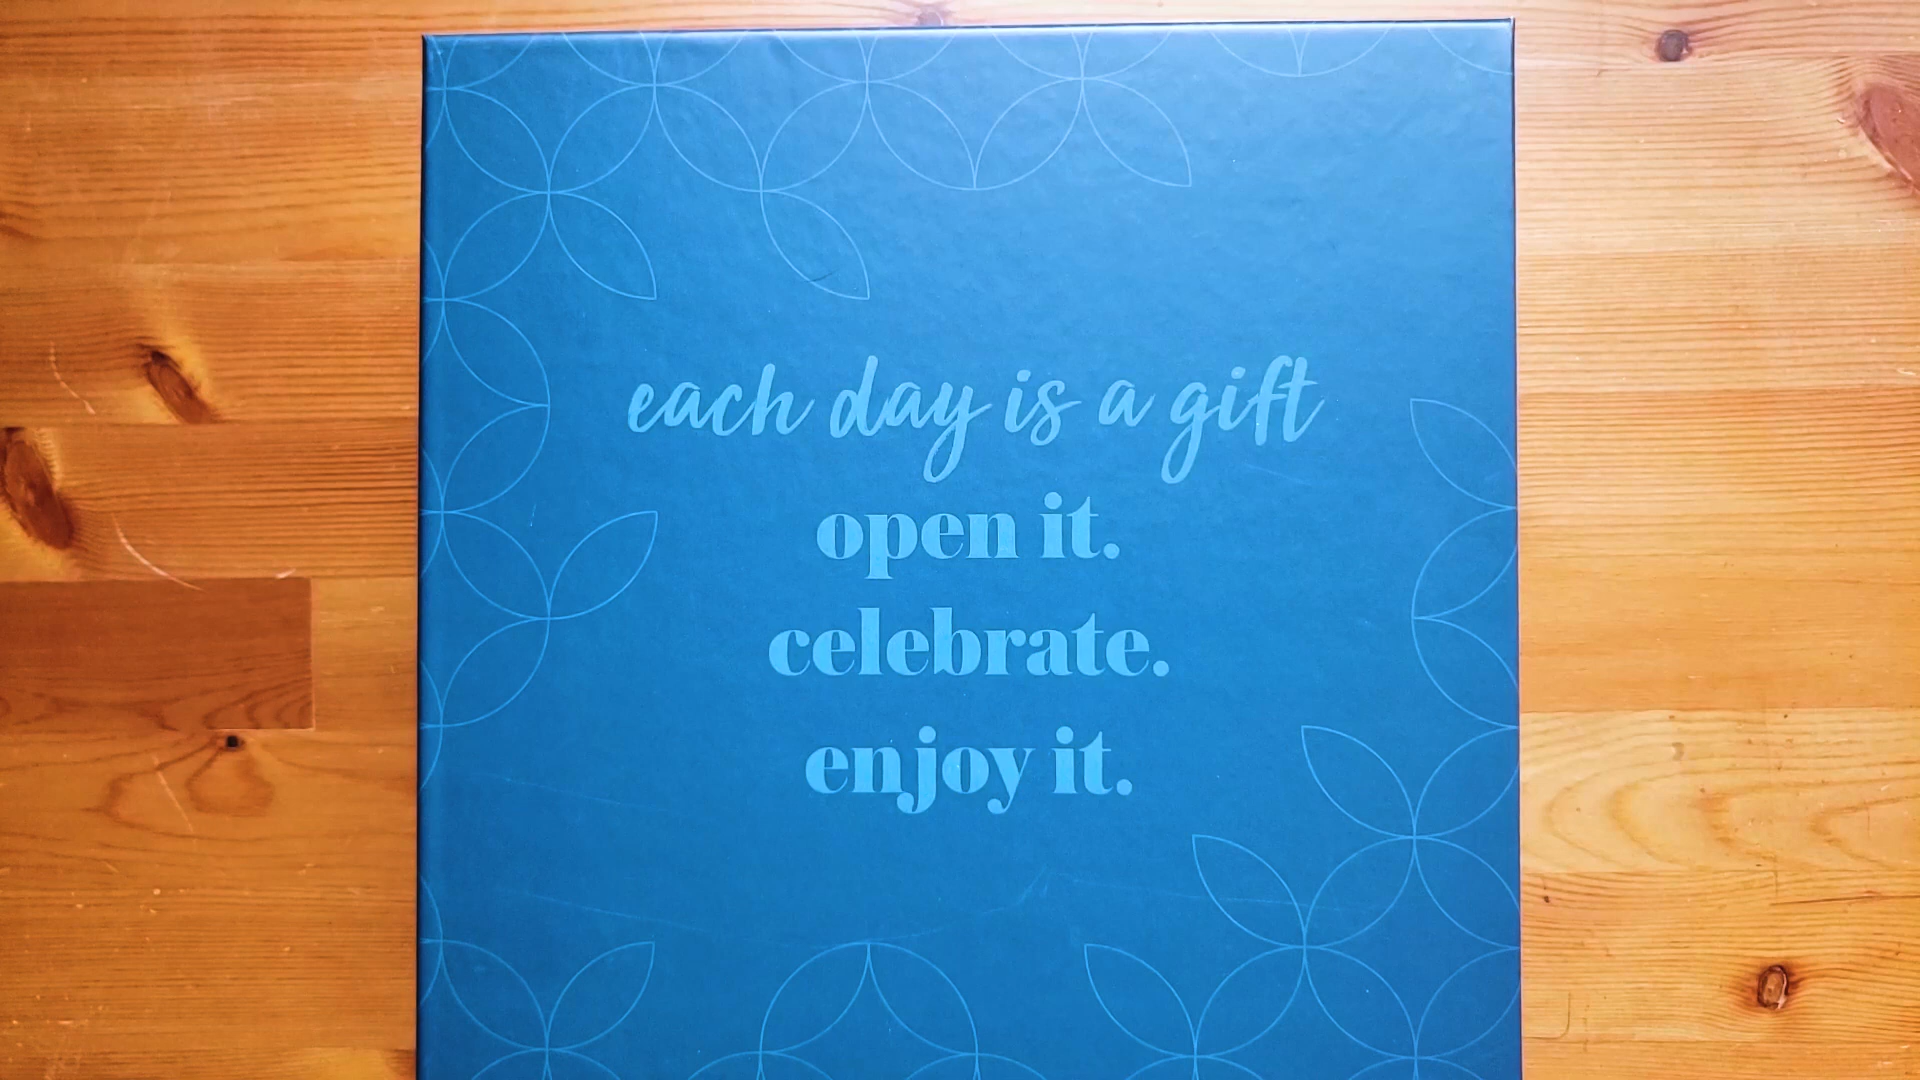 each day is a gift
open it.
celebrate.
enjoy it.